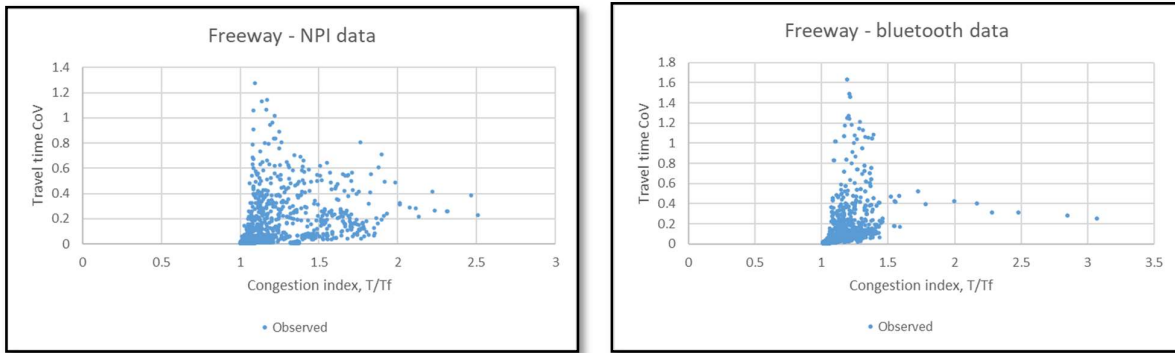 Freeway - NPI data
Travel time CoV
1.4
1.2
1
0.8
0.6
0.4
0.2
0
0 0.5 1 1.5 2 2.5 3
Congestion index, T/Tf
Observed
Freeway - bluetooth data
Travel time CoV
1.8
1.6
1.4
1.2
1
0.8
0.6
0.4
0.2
0
0 0.5 1 1.5 2 2.5 3 3.5
Congestion index, T/Tf
Observed